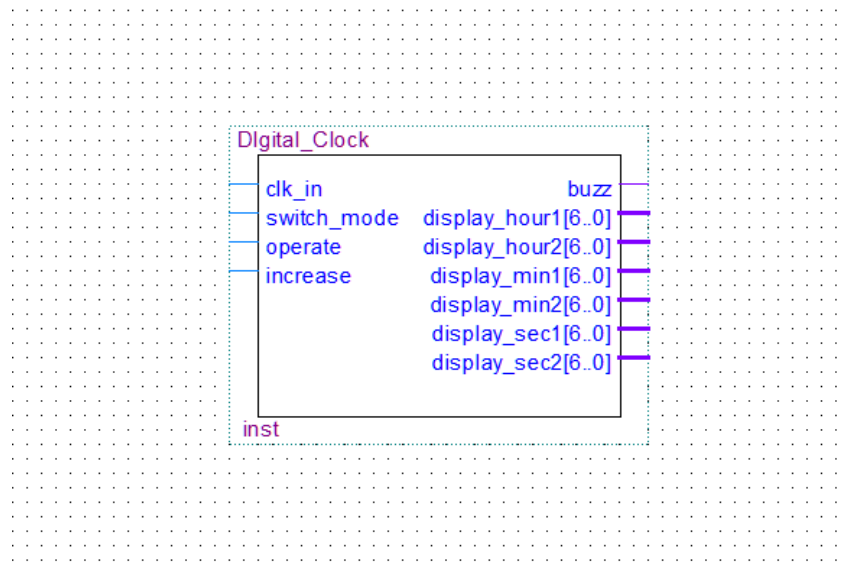 DIgital_Clock
clk_in buzz
switch_mode display_hour1[6..0]
operate display_hour2[6..0]
increase display_min1[6..0]
display_min2[6..0]
display_sec1[6..0]
display_sec2[6..0]
inst